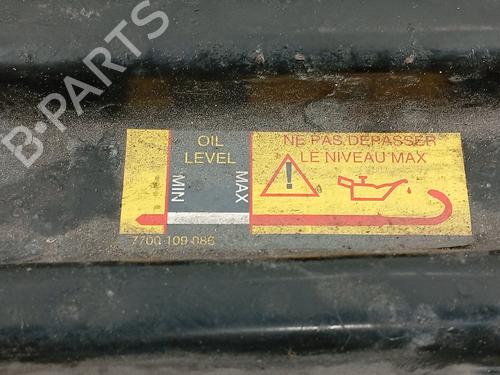 B-PARTS
OIL
LEVEL
MIN
MAX
NE PAS DEPASSER
LE NIVEAU MAX
7700 109 086